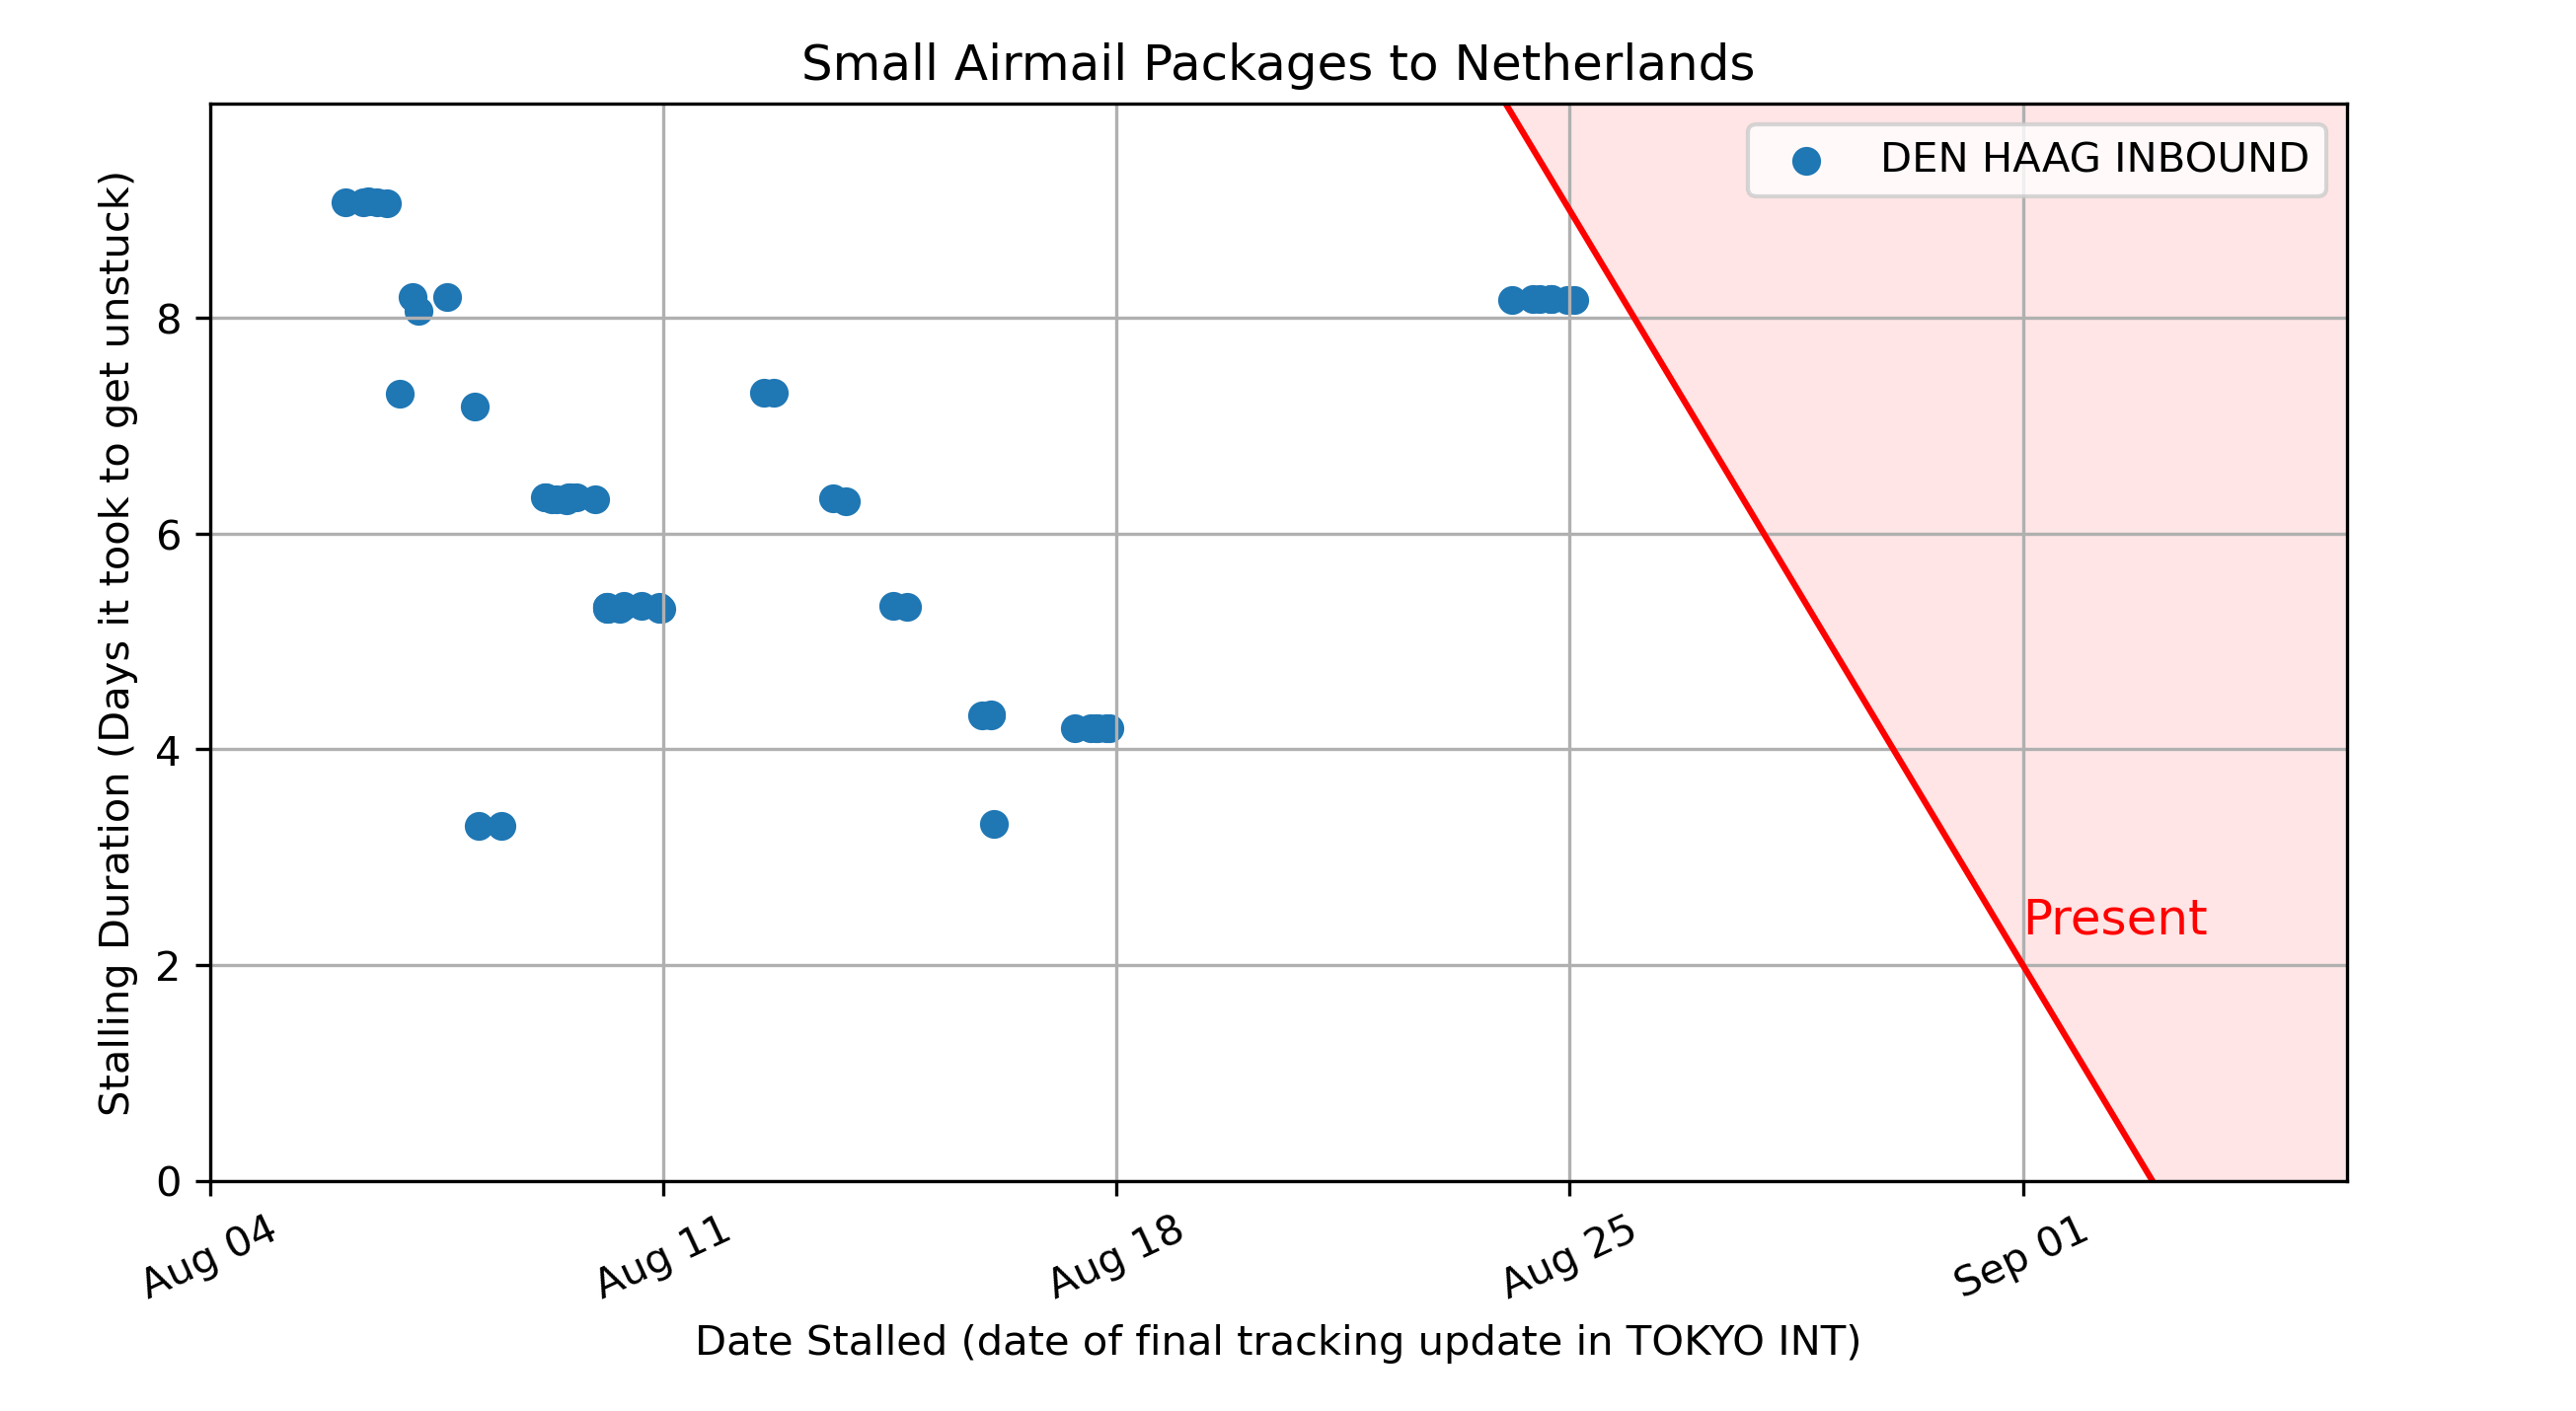 Small Airmail Packages to Netherlands
DEN HAAG INBOUND
Stalling Duration (Days it took to get unstuck)
8
6
4
2
0
Present
Aug 04
Aug 11
Aug 18
Aug 25
Sep 01
Date Stalled (date of final tracking update in TOKYO INT)